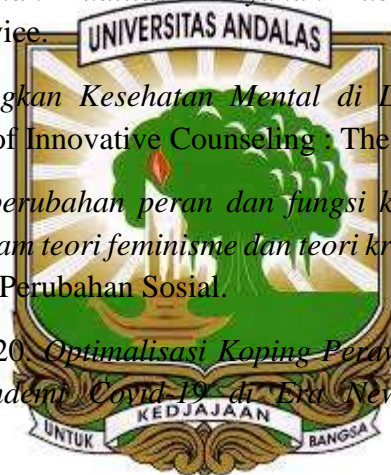 vice.
UNIVERSITAS ANDALAS
gkan Kesehatan Mental di L
of Innovative Counseling : The
perubahan peran dan fungsi k
am teori feminisme dan teori kr
Perubahan Sosial.
20. Optimalisasi Koping Peraw
ndemi Covid-19 di Era New
KEDJAJAAN
UNTUK
BANGSA